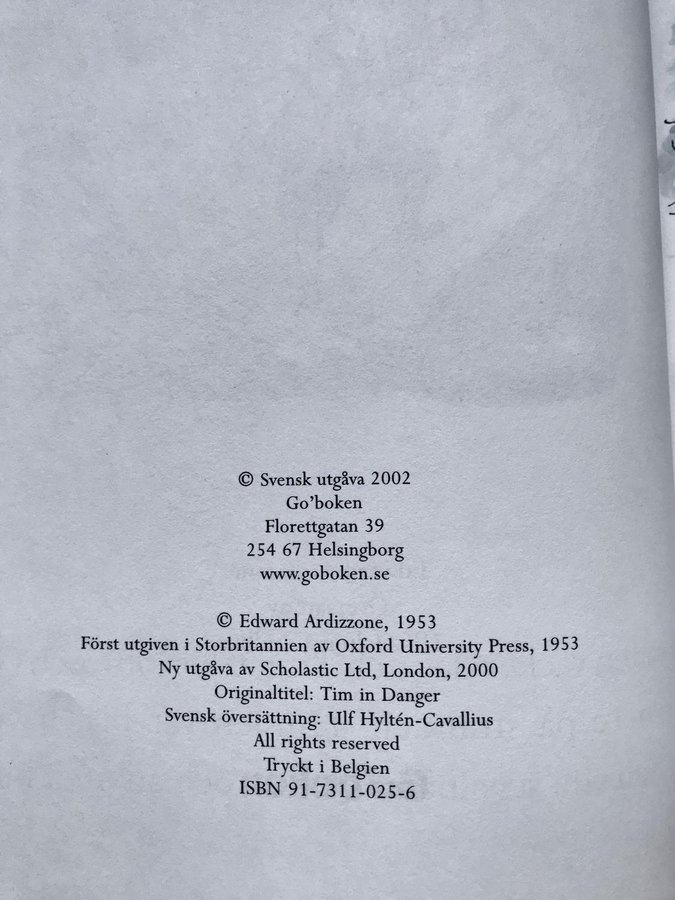 © Svensk utgåva 2002
Go’boken
Florettgatan 39
254 67 Helsingborg
www.goboken.se
© Edward Ardizzone, 1953
Först utgiven i Storbritannien av Oxford University Press, 1953
Ny utgåva av Scholastic Ltd, London, 2000
Originaltitel: Tim in Danger
Svensk översättning: Ulf Hyltén-Cavallius
All rights reserved
Tryckt i Belgien
ISBN 91-7311-025-6